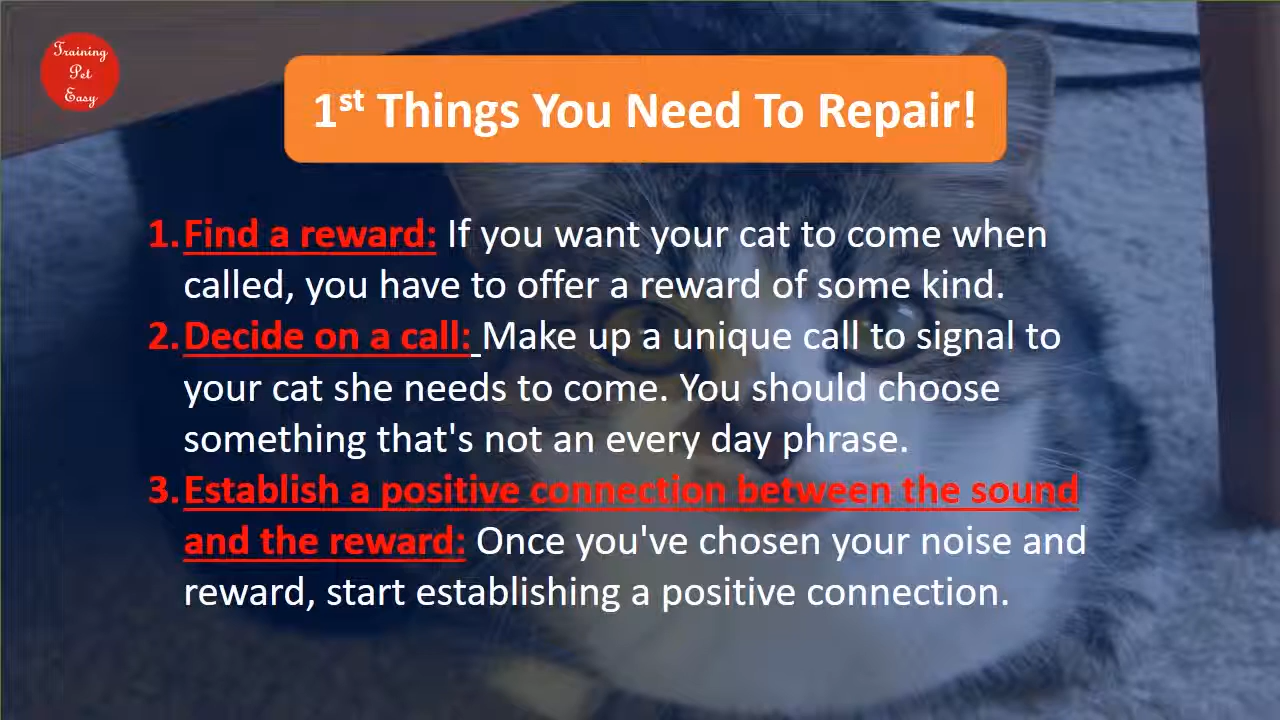 Training
Pet
Easy
1st Things You Need To Repair!
1. Find a reward: If you want your cat to come when
called, you have to offer a reward of some kind.
2. Decide on a call: Make up a unique call to signal to
your cat she needs to come. You should choose
something that's not an every day phrase.
3. Establish a positive connection between the sound
and the reward: Once you've chosen your noise and
reward, start establishing a positive connection.